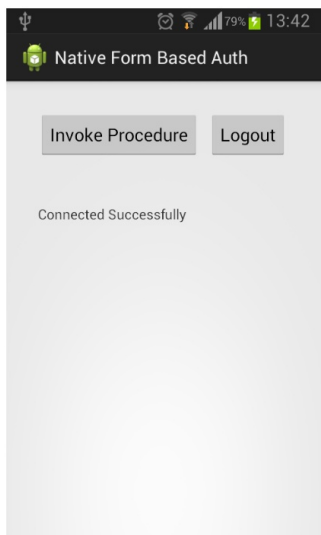 79% 13:42
Native Form Based Auth
Invoke Procedure Logout
Connected Successfully